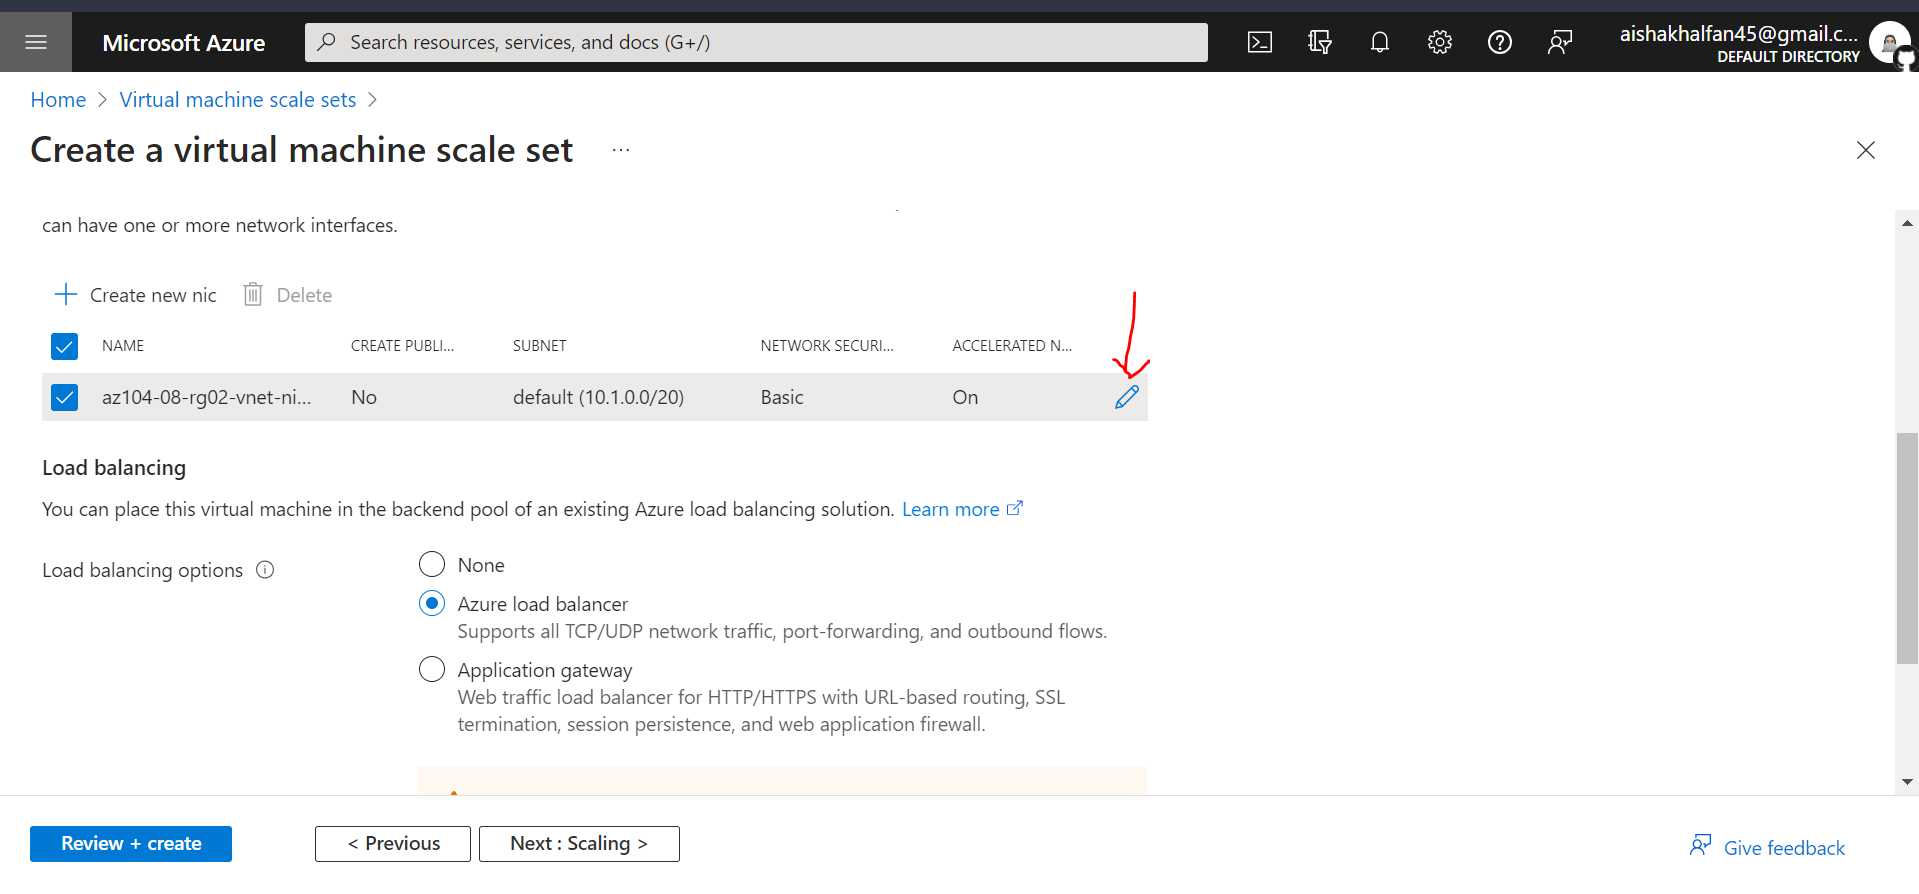 Microsoft Azure
Search resources, services, and docs (G+/)
aishakhalfan45@gmail.c...
DEFAULT DIRECTORY
Home > Virtual machine scale sets >
Create a virtual machine scale set ...
can have one or more network interfaces.
Create new nic Delete
NAME CREATE PUBLI... SUBNET NETWORK SECURI... ACCELERATED N...
az104-08-rg02-vnet-ni... No default (10.1.0.0/20) Basic On
Load balancing
You can place this virtual machine in the backend pool of an existing Azure load balancing solution. Learn more
Load balancing options
None
Azure load balancer
Supports all TCP/UDP network traffic, port-forwarding, and outbound flows.
Application gateway
Web traffic load balancer for HTTP/HTTPS with URL-based routing, SSL
termination, session persistence, and web application firewall.
Review + create < Previous Next : Scaling > Give feedback